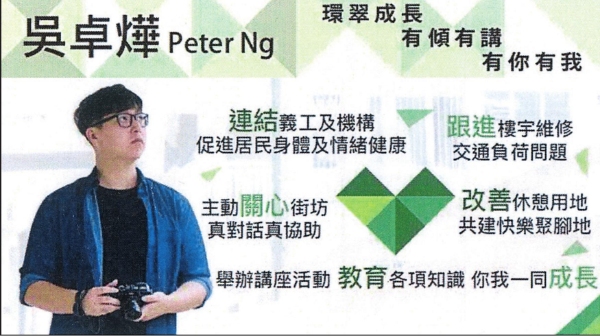 吳卓燁 Peter Ng
環翠成長
有傾有講
有你有我
連結義工及機構
促進居民身體及情緒健康
跟進樓宇維修
交通負荷問題
主動關心街坊
真對話真協助
改善休憩用地
共建快樂聚腳地
舉辦講座活動 教育各項知識 你我一同成長